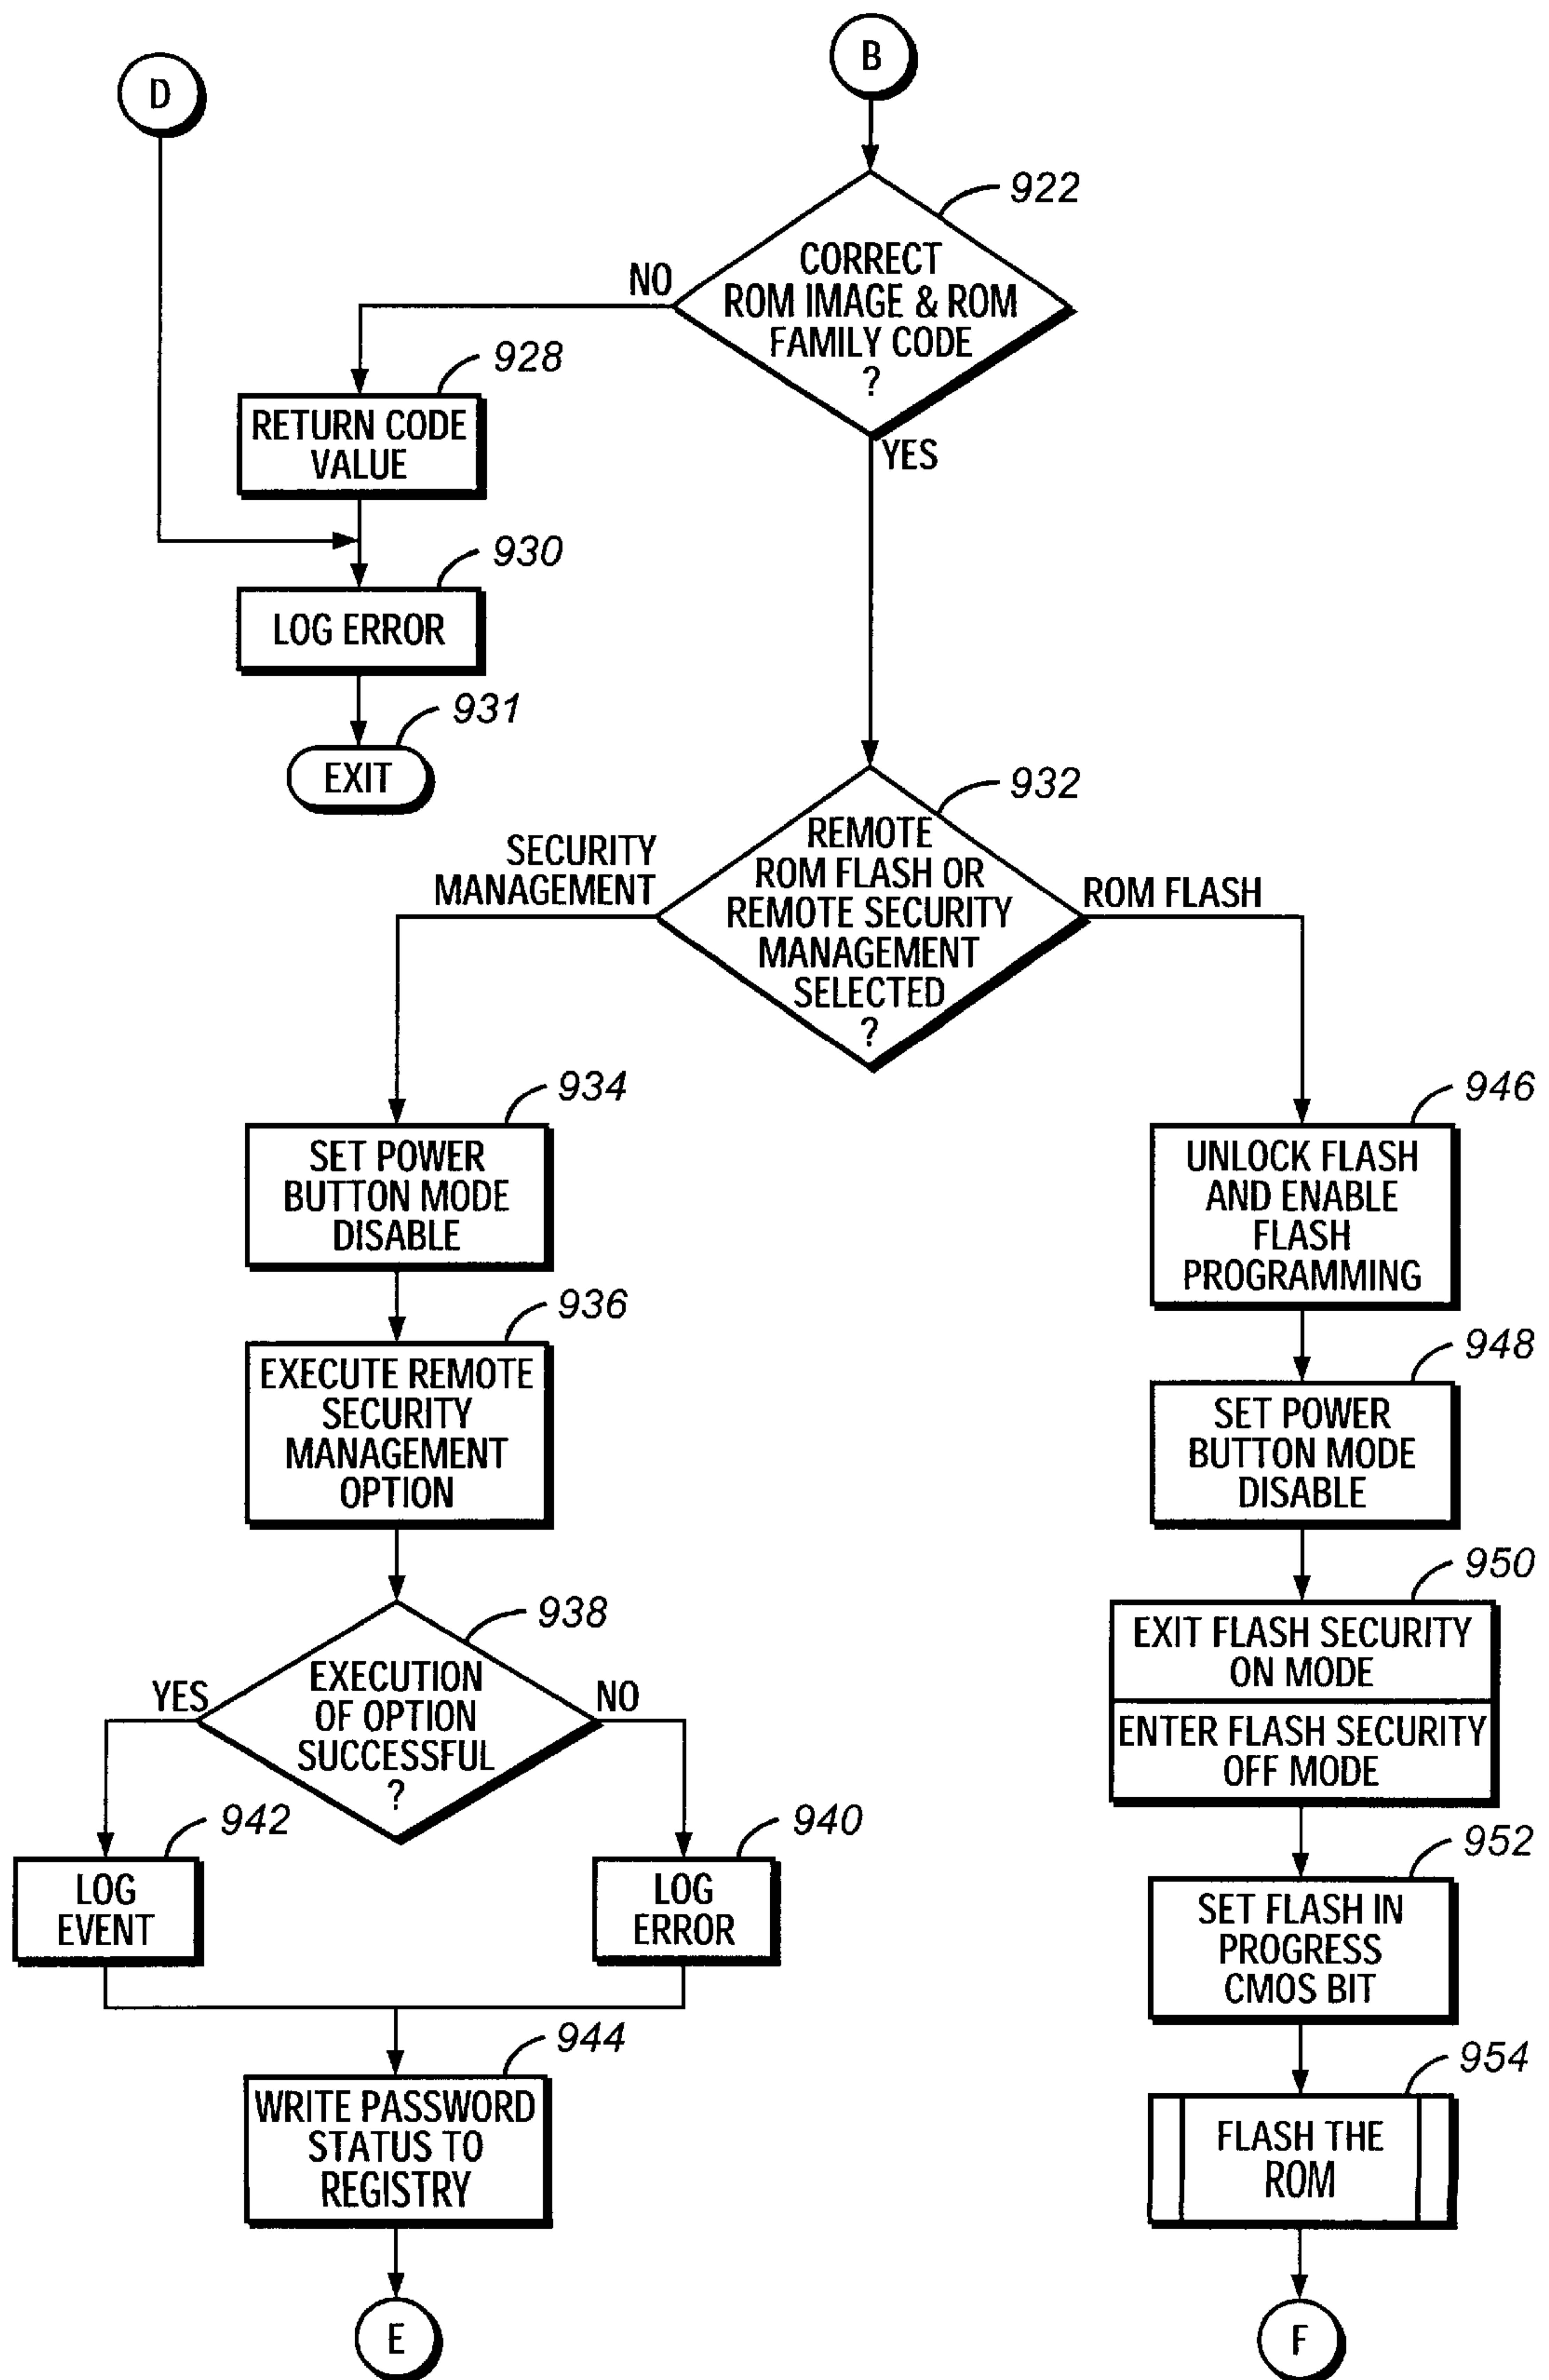 B
D
922
CORRECT
ROM IMAGE & ROM
FAMILY CODE
?
NO
YES
928
RETURN CODE
VALUE
930
LOG ERROR
931
EXIT
932
REMOTE
ROM FLASH OR
REMOTE SECURITY
MANAGEMENT
SELECTED
?
SECURITY
MANAGEMENT
ROM FLASH
934
SET POWER
BUTTON MODE
DISABLE
936
EXECUTE REMOTE
SECURITY
MANAGEMENT
OPTION
938
EXECUTION
OF OPTION
SUCCESSFUL
?
YES
NO
942
LOG
EVENT
940
LOG
ERROR
944
WRITE PASSWORD
STATUS TO
REGISTRY
E
946
UNLOCK FLASH
AND ENABLE
FLASH
PROGRAMMING
948
SET POWER
BUTTON MODE
DISABLE
950
EXIT FLASH SECURITY
ON MODE
ENTER FLASH SECURITY
OFF MODE
952
SET FLASH IN
PROGRESS
CMOS BIT
954
FLASH THE
ROM
F